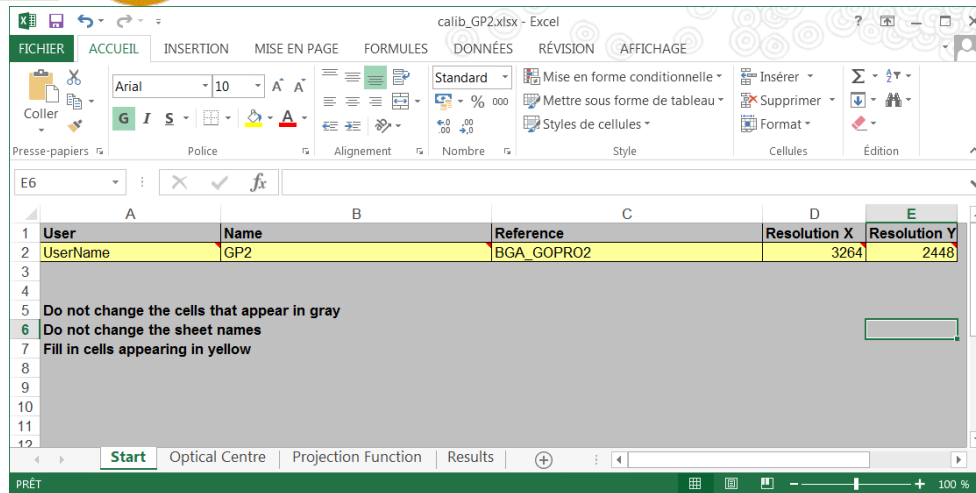 calib_GP2.xlsx - Excel
?
FICHIER ACCUEIL INSERTION MISE EN PAGE FORMULES DONNÉES RÉVISION AFFICHAGE
Coller
Arial 10 A A
G I S A
Standard
% 000
Mise en forme conditionnelle
Mettre sous forme de tableau
Styles de cellules
Insérer
Supprimer
Format
Presse-papiers Police Alignement Nombre Style Cellules Édition
E6 fx
A B C D E
1 User Name Reference Resolution X Resolution Y
2 UserName GP2 BGA_GOPRO2 3264 2448
3
4
5 Do not change the cells that appear in gray
6 Do not change the sheet names
7 Fill in cells appearing in yellow
8
9
10
11
12
Start Optical Centre Projection Function Results
PRÊT 100 %